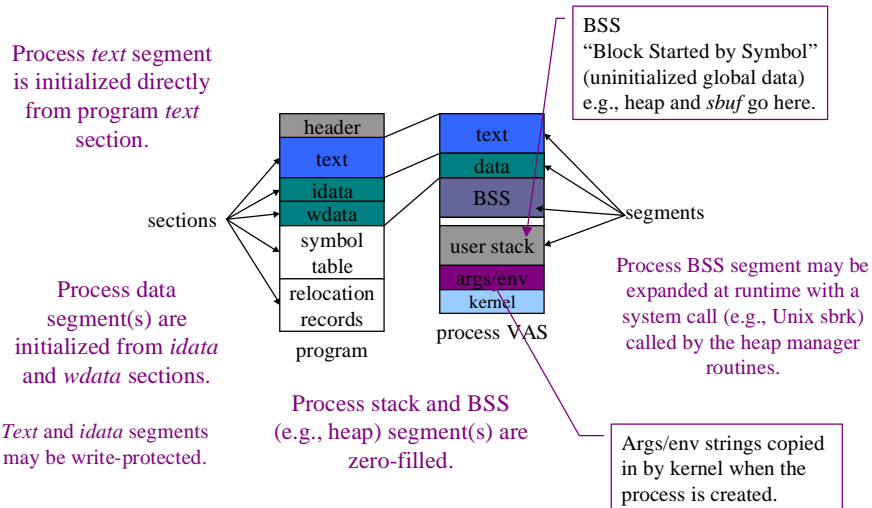 Process text segment
is initialized directly
from program text
section.
BSS
“Block Started by Symbol”
(uninitialized global data)
e.g., heap and sbuf go here.
header
text
idata
wdata
symbol
table
relocation
records
program
sections
text
data
BSS
user stack
args/env
kernel
process VAS
segments
Process data
segment(s) are
initialized from idata
and wdata sections.
Process BSS segment may be
expanded at runtime with a
system call (e.g., Unix sbrk)
called by the heap manager
routines.
Text and idata segments
may be write-protected.
Process stack and BSS
(e.g., heap) segment(s) are
zero-filled.
Args/env strings copied
in by kernel when the
process is created.